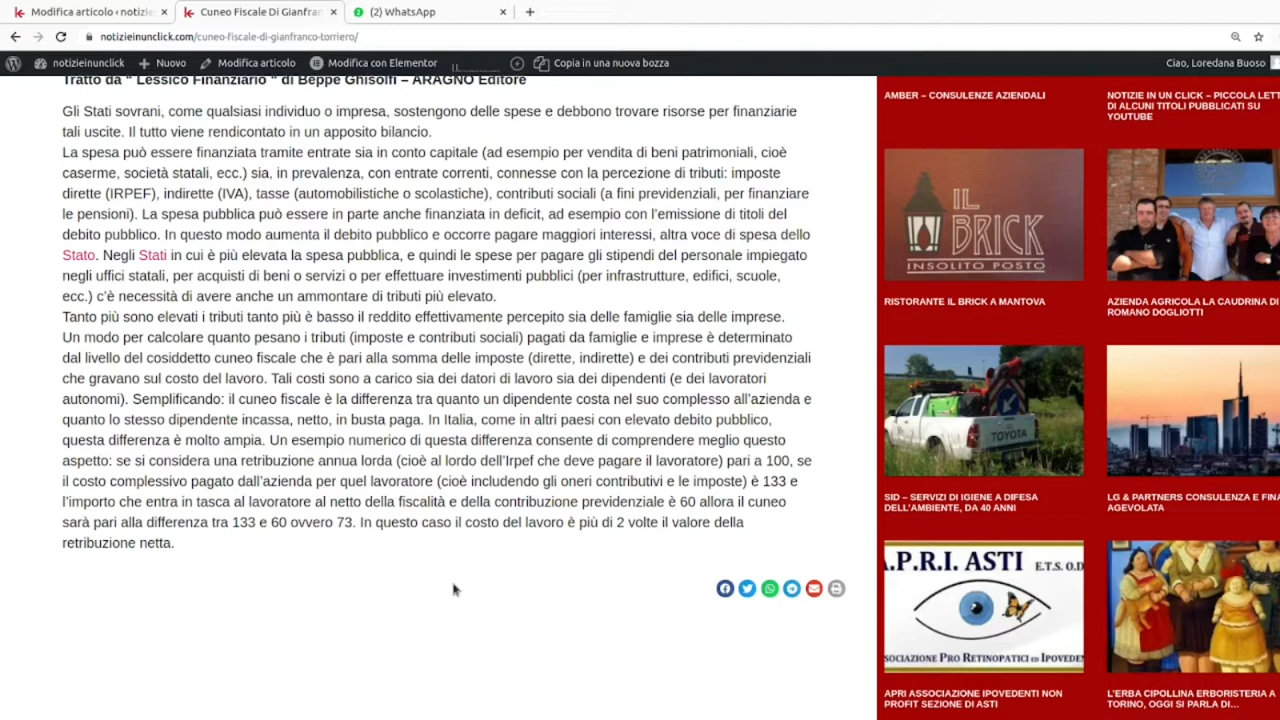 Modifica articolo ‹ notizie
Cuneo Fiscale Di Gianfran
(2) WhatsApp
notizieinunclick.com/cuneo-fiscale-di-gianfranco-torriero/
notizieinunclick
Nuovo
Modifica articolo
Modifica con Elementor
Copia in una nuova bozza
Ciao, Loredana Buoso
Tratto da " Lessico Finanziario " di Beppe Ghisolfi – ARAGNO Editore
Gli Stati sovrani, come qualsiasi individuo o impresa, sostengono delle spese e debbono trovare risorse per finanziarie
tali uscite. Il tutto viene rendicontato in un apposito bilancio.
La spesa può essere finanziata tramite entrate sia in conto capitale (ad esempio per vendita di beni patrimoniali, cioè
caserme, società statali, ecc.) sia, in prevalenza, con entrate correnti, connesse con la percezione di tributi: imposte
dirette (IRPEF), indirette (IVA), tasse (automobilistiche o scolastiche), contributi sociali (a fini previdenziali, per finanziare
le pensioni). La spesa pubblica può essere in parte anche finanziata in deficit, ad esempio con l'emissione di titoli del
debito pubblico. In questo modo aumenta il debito pubblico e occorre pagare maggiori interessi, altra voce di spesa dello
Stato. Negli Stati in cui è più elevata la spesa pubblica, e quindi le spese per pagare gli stipendi del personale impiegato
negli uffici statali, per acquisti di beni e servizi o per effettuare investimenti pubblici (per infrastrutture, edifici, scuole,
ecc.) c'è necessità di avere anche un ammontare di tributi più elevato.
Tanto più sono elevati i tributi tanto più è basso il reddito effettivamente percepito sia delle famiglie sia delle imprese.
Un modo per calcolare quanto pesano i tributi (imposte e contributi sociali) pagati da famiglie e imprese è determinato
dal livello del cosiddetto cuneo fiscale che è pari alla somma delle imposte (dirette, indirette) e dei contributi previdenziali
che gravano sul costo del lavoro. Tali costi sono a carico sia dei datori di lavoro sia dei dipendenti (e dei lavoratori
autonomi). Semplificando: il cuneo fiscale è la differenza tra quanto un dipendente costa nel suo complesso all'azienda e
quanto lo stesso dipendente incassa, netto, in busta paga. In Italia, come in altri paesi con elevato debito pubblico,
questa differenza è molto ampia. Un esempio numerico di questa differenza consente di comprendere meglio questo
aspetto: se si considera una retribuzione annua lorda (cioè al lordo dell'Irpef che deve pagare il lavoratore) pari a 100, se
il costo complessivo pagato dall'azienda per quel lavoratore (cioè includendo gli oneri contributivi e le imposte) è 133 e
l'importo che entra in tasca al lavoratore al netto della fiscalità e della contribuzione previdenziale è 60 allora il cuneo
sarà pari alla differenza tra 133 e 60 ovvero 73. In questo caso il costo del lavoro è più di 2 volte il valore della
retribuzione netta.
AMBER – CONSULENZE AZIENDALI
NOTIZIE IN UN CLICK – PICCOLA LETT
DI ALCUNI TITOLI PUBBLICATI SU
YOUTUBE
IL
BRICK
INSOLITO POSTO
RISTORANTE IL BRICK A MANTOVA
AZIENDA AGRICOLA LA CAUDRINA DI
ROMANO DOGLIOTTI
TOYOTA
SID – SERVIZI DI IGIENE A DIFESA
DELL'AMBIENTE, DA 40 ANNI
LG & PARTNERS CONSULENZA E FINA
AGEVOLATA
A.P.R.I. ASTI E.T.S. O.D
SSOCIAZIONE PRO RETINOPATICI ED IPOVEDEN
APRI ASSOCIAZIONE IPOVEDENTI NON
PROFIT SEZIONE DI ASTI
L'ERBA CIPOLLINA ERBORISTERIA A
TORINO, OGGI SI PARLA DI…